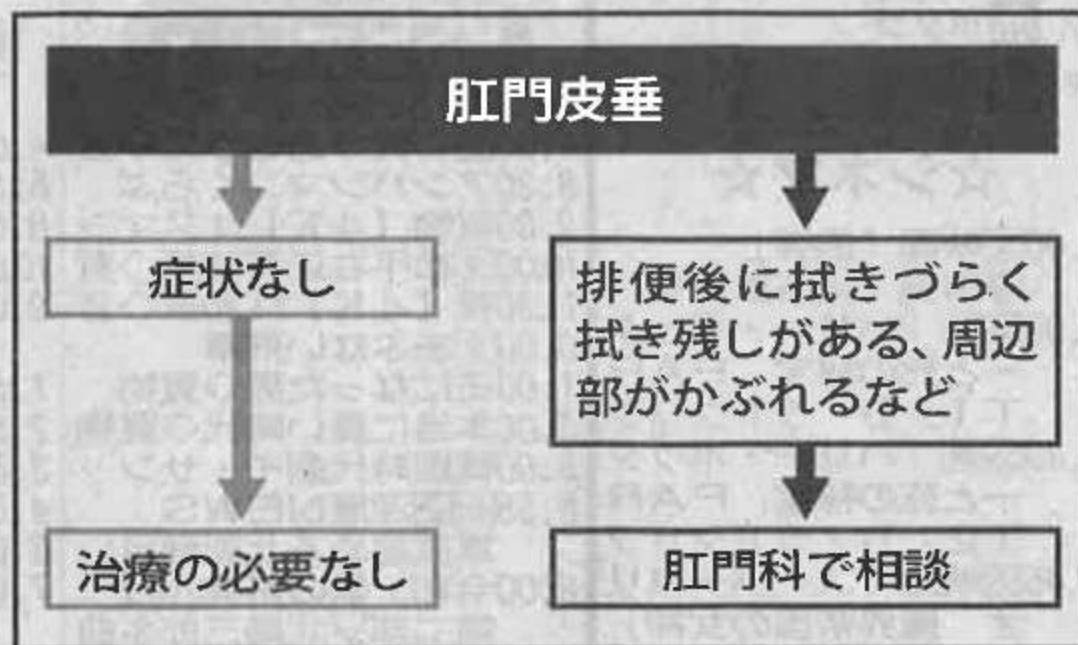 肛門皮垂
症状なし
排便後に拭きづらく
拭き残しがある、周辺
部がかぶれるなど
治療の必要なし
肛門科で相談